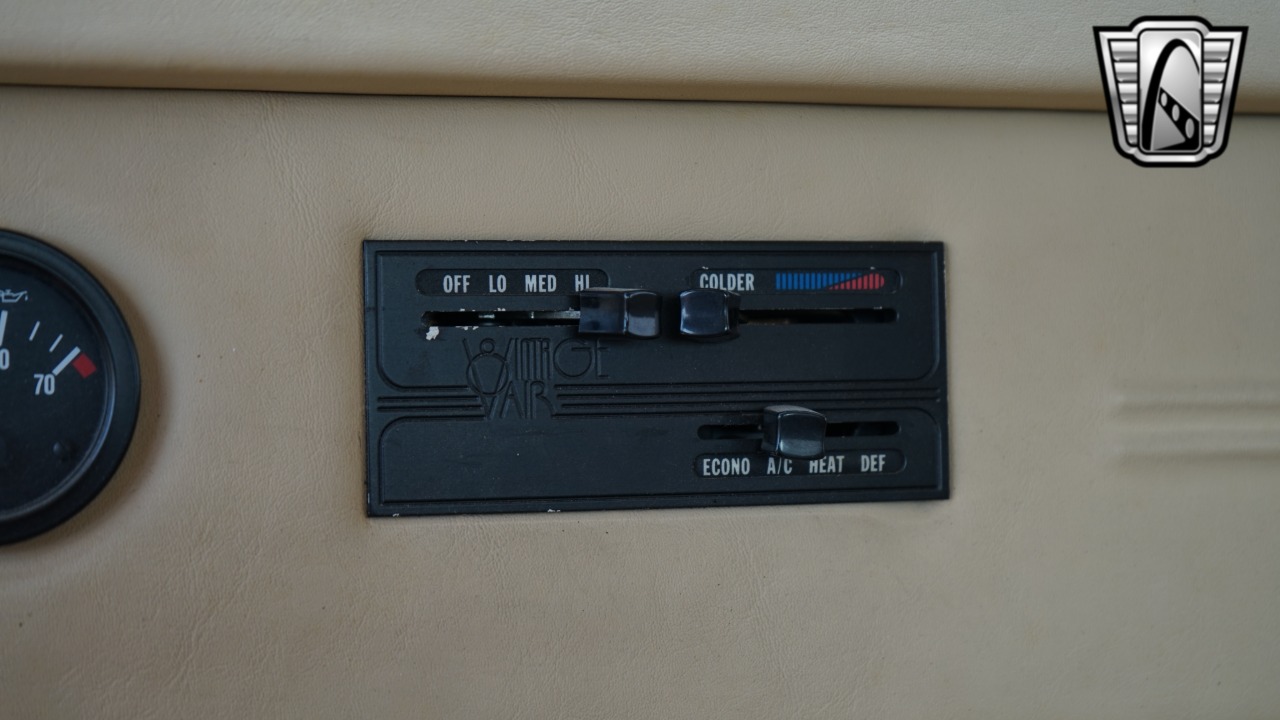 OFF LO MED HI COLDER
VINTAGE
AIR
70
ECONO A/C HEAT DEF